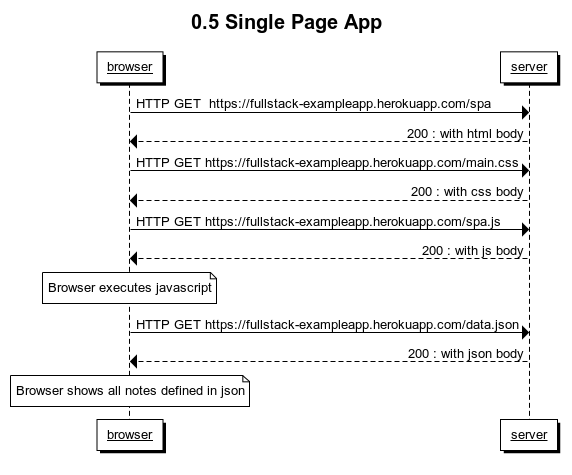 0.5 Single Page App
browser server
HTTP GET  https://fullstack-exampleapp.herokuapp.com/spa
200 : with html body
HTTP GET https://fullstack-exampleapp.herokuapp.com/main.css
200 : with css body
HTTP GET https://fullstack-exampleapp.herokuapp.com/spa.js
200 : with js body
Browser executes javascript
HTTP GET https://fullstack-exampleapp.herokuapp.com/data.json
200 : with json body
Browser shows all notes defined in json
browser server